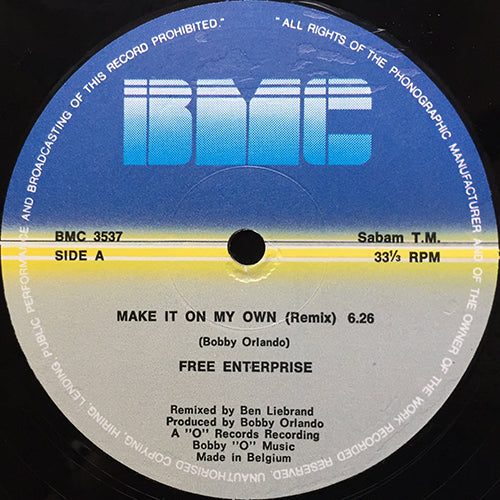 " ALL RIGHTS OF THE PHONOGRAPHIC MANUFACTURER AND OF THE OWNER OF THE WORK RECORDED RESERVED. UNAUTHORISED COPYING, HIRING, LENDING, PUBLIC PERFORMANCE AND BROADCASTING OF THIS RECORD PROHIBITED. "
BMC
BMC 3537 Sabam T.M.
SIDE A 33⅓ RPM
MAKE IT ON MY OWN (Remix) 6.26
(Bobby Orlando)
FREE ENTERPRISE
Remixed by Ben Liebrand
Produced by Bobby Orlando
A "O" Records Recording
Bobby "O" Music
Made in Belgium